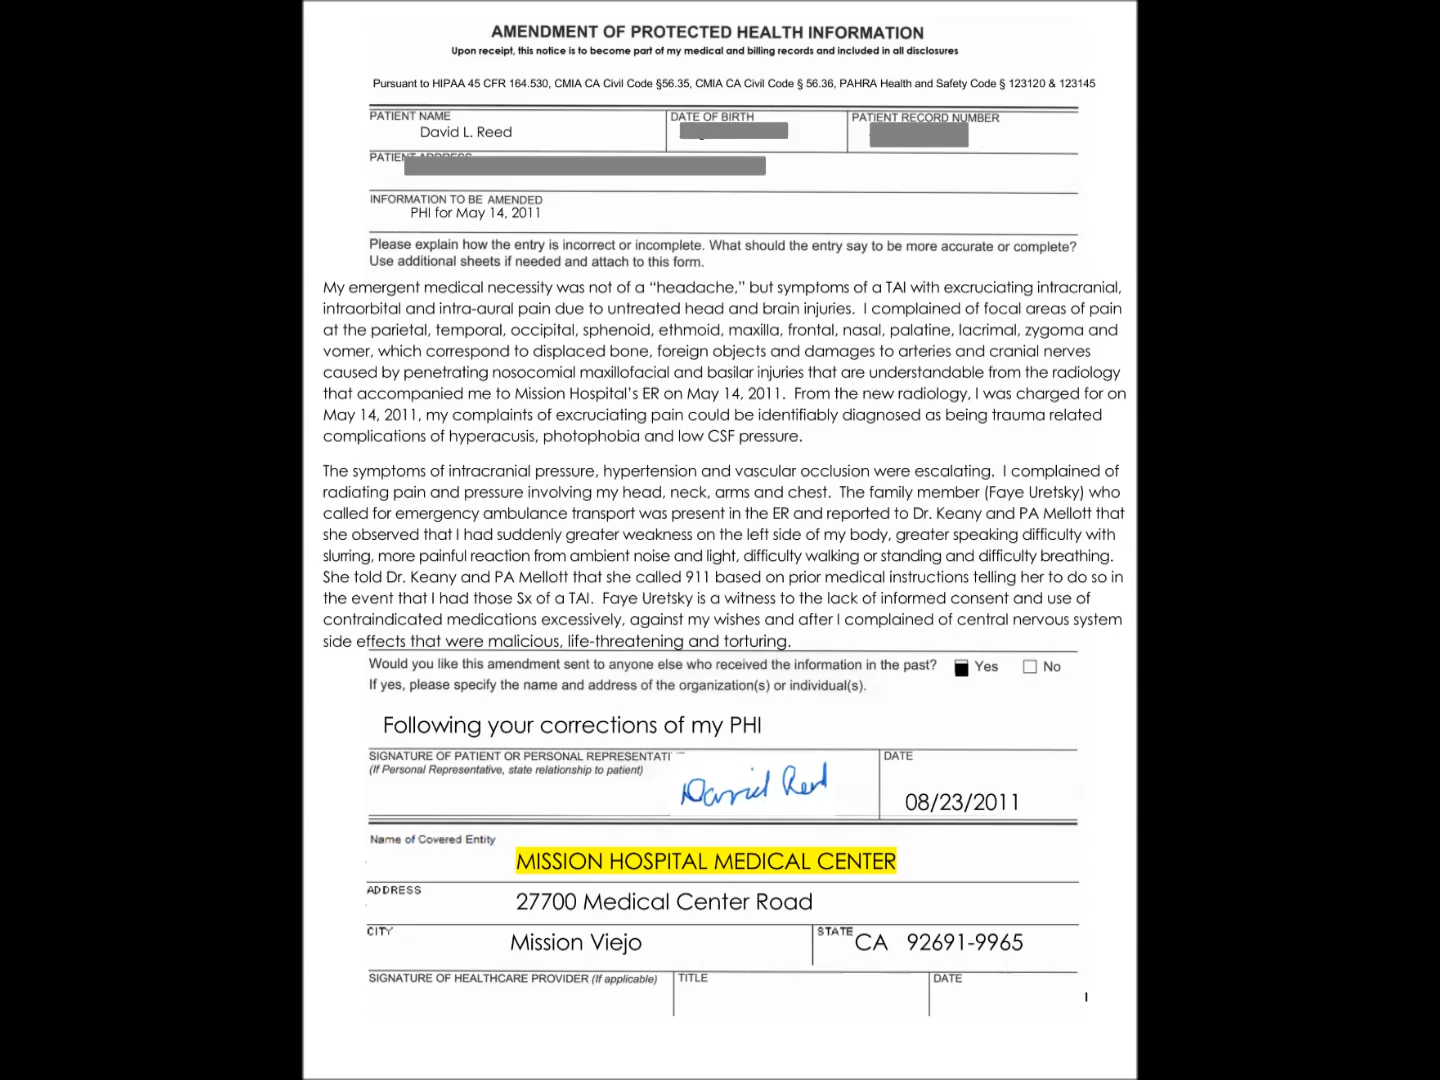 AMENDMENT OF PROTECTED HEALTH INFORMATION
Upon receipt, this notice is to become part of my medical and billing records and included in all disclosures
Pursuant to HIPAA 45 CFR 164.530, CMIA CA Civil Code §56.35, CMIA CA Civil Code § 56.36, PAHRA Health and Safety Code § 123120 & 123145
PATIENT NAME
David L. Reed
DATE OF BIRTH
PATIENT RECORD NUMBER
PATIENT ADDRESS
INFORMATION TO BE AMENDED
PHI for May 14, 2011
Please explain how the entry is incorrect or incomplete. What should the entry say to be more accurate or complete?
Use additional sheets if needed and attach to this form.
My emergent medical necessity was not of a “headache,” but symptoms of a TAI with excruciating intracranial,
intraorbital and intra-aural pain due to untreated head and brain injuries. I complained of focal areas of pain
at the parietal, temporal, occipital, sphenoid, ethmoid, maxilla, frontal, nasal, palatine, lacrimal, zygoma and
vomer, which correspond to displaced bone, foreign objects and damages to arteries and cranial nerves
caused by penetrating nosocomial maxillofacial and basilar injuries that are understandable from the radiology
that accompanied me to Mission Hospital’s ER on May 14, 2011. From the new radiology, I was charged for on
May 14, 2011, my complaints of excruciating pain could be identifiably diagnosed as being trauma related
complications of hyperacusis, photophobia and low CSF pressure.
The symptoms of intracranial pressure, hypertension and vascular occlusion were escalating. I complained of
radiating pain and pressure involving my head, neck, arms and chest. The family member (Faye Uretsky) who
called for emergency ambulance transport was present in the ER and reported to Dr. Keany and PA Mellott that
she observed that I had suddenly greater weakness on the left side of my body, greater speaking difficulty with
slurring, more painful reaction from ambient noise and light, difficulty walking or standing and difficulty breathing.
She told Dr. Keany and PA Mellott that she called 911 based on prior medical instructions telling her to do so in
the event that I had those Sx of a TAI. Faye Uretsky is a witness to the lack of informed consent and use of
contraindicated medications excessively, against my wishes and after I complained of central nervous system
side effects that were malicious, life-threatening and torturing.
Would you like this amendment sent to anyone else who received the information in the past? Yes No
If yes, please specify the name and address of the organization(s) or individual(s).
Following your corrections of my PHI
SIGNATURE OF PATIENT OR PERSONAL REPRESENTATI
(If Personal Representative, state relationship to patient)
David Reed
DATE
08/23/2011
Name of Covered Entity
MISSION HOSPITAL MEDICAL CENTER
ADDRESS
27700 Medical Center Road
CITY
Mission Viejo
STATE
CA 92691-9965
SIGNATURE OF HEALTHCARE PROVIDER (If applicable)
TITLE
DATE
1